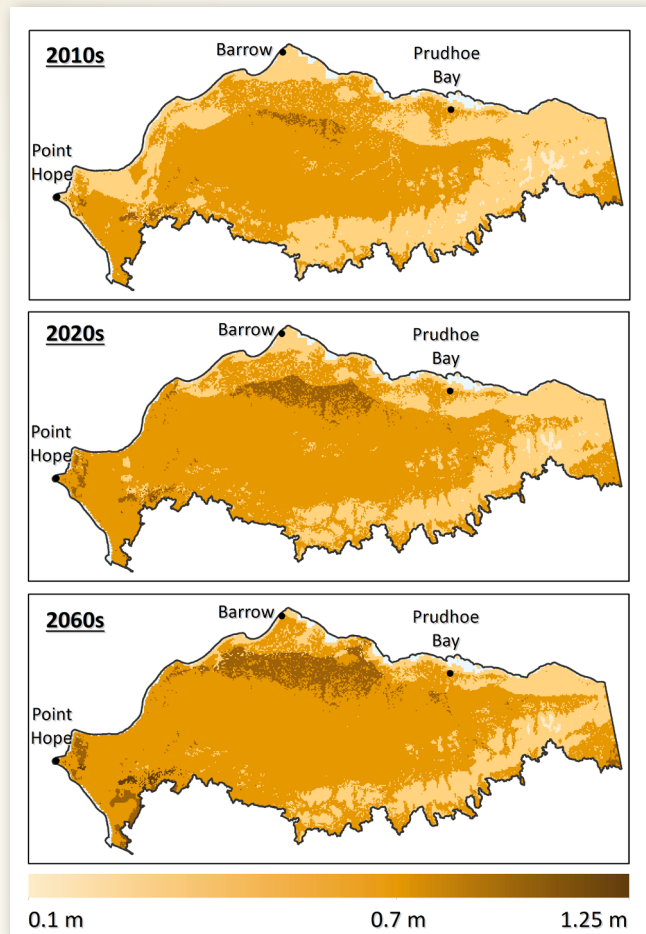 2010s
Barrow
Prudhoe
Bay
Point
Hope
2020s
Barrow
Prudhoe
Bay
Point
Hope
2060s
Barrow
Prudhoe
Bay
Point
Hope
0.1 m 0.7 m 1.25 m